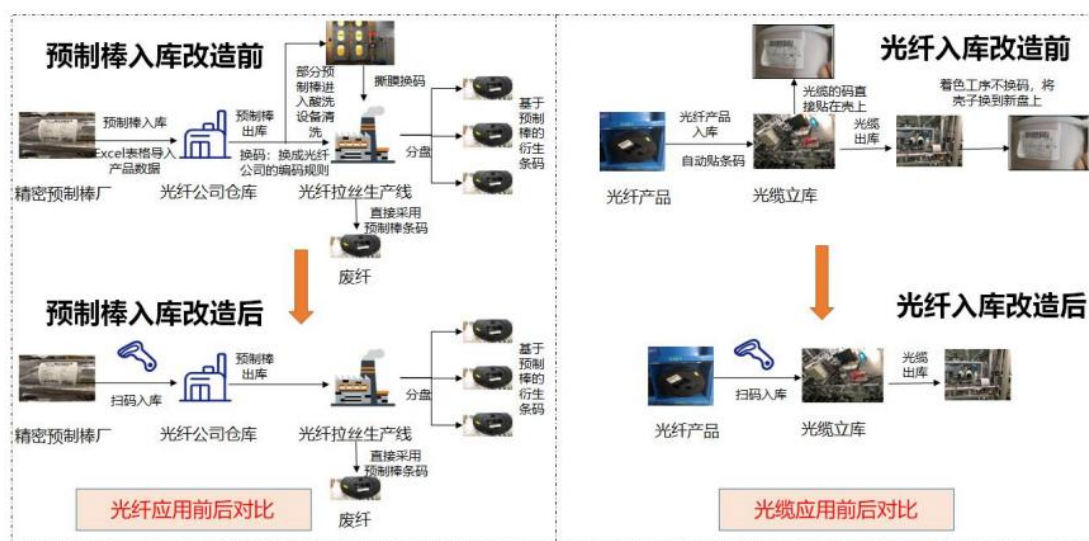 预制棒入库改造前
部分预
制棒进
入酸洗
设备清
洗
撕膜换码
预制棒入库
Excel表格导入
产品数据
预制棒
出库
换码：换成光纤
公司的编码规则
分盘
基于
预制
棒的
衍生
条码
精密预制棒厂
光纤公司仓库
光纤拉丝生产线
直接采用
预制棒条码
废纤
预制棒入库改造后
扫码入库
预制棒
出库
分盘
基于
预制
棒的
衍生
条码
精密预制棒厂
光纤公司仓库
光纤拉丝生产线
直接采用
预制棒条码
废纤
光纤应用前后对比
光纤入库改造前
光缆的码直
接贴在壳上
着色工序不换码，将
壳子换到新盘上
光纤产品
入库
自动贴条码
光缆
出库
光纤产品
光缆立库
光纤入库改造后
扫码入库
光缆
出库
光纤产品
光缆立库
光缆应用前后对比